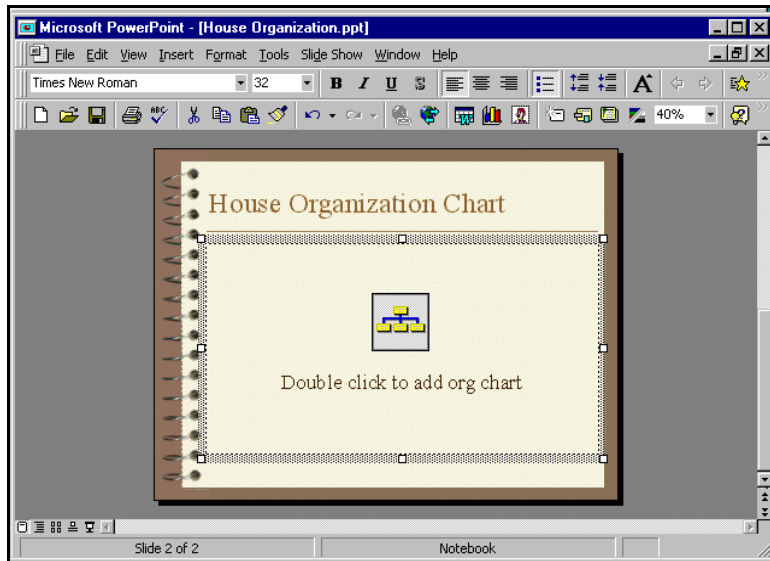 Microsoft PowerPoint - [House Organization.ppt]
File Edit View Insert Format Tools Slide Show Window Help
Times New Roman 32 B I U S A
ABC 40%
House Organization Chart
Double click to add org chart
Slide 2 of 2 Notebook